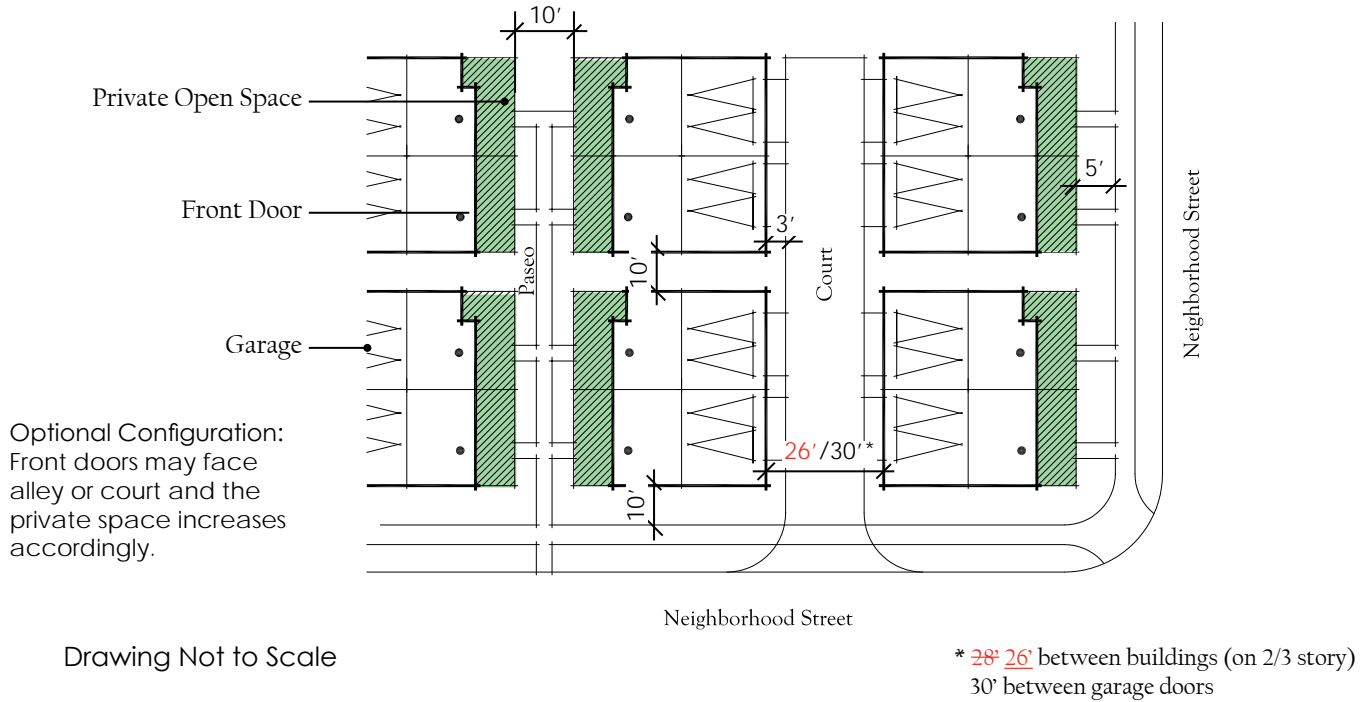 10’
Private Open Space
5’
Front Door
Neighborhood Street
3’
Paseo
10’
Court
Garage
Optional Configuration:
Front doors may face
alley or court and the
private space increases
accordingly.
26’/30’*
10’
Neighborhood Street
Drawing Not to Scale
* 28’ 26’ between buildings (on 2/3 story)
30’ between garage doors